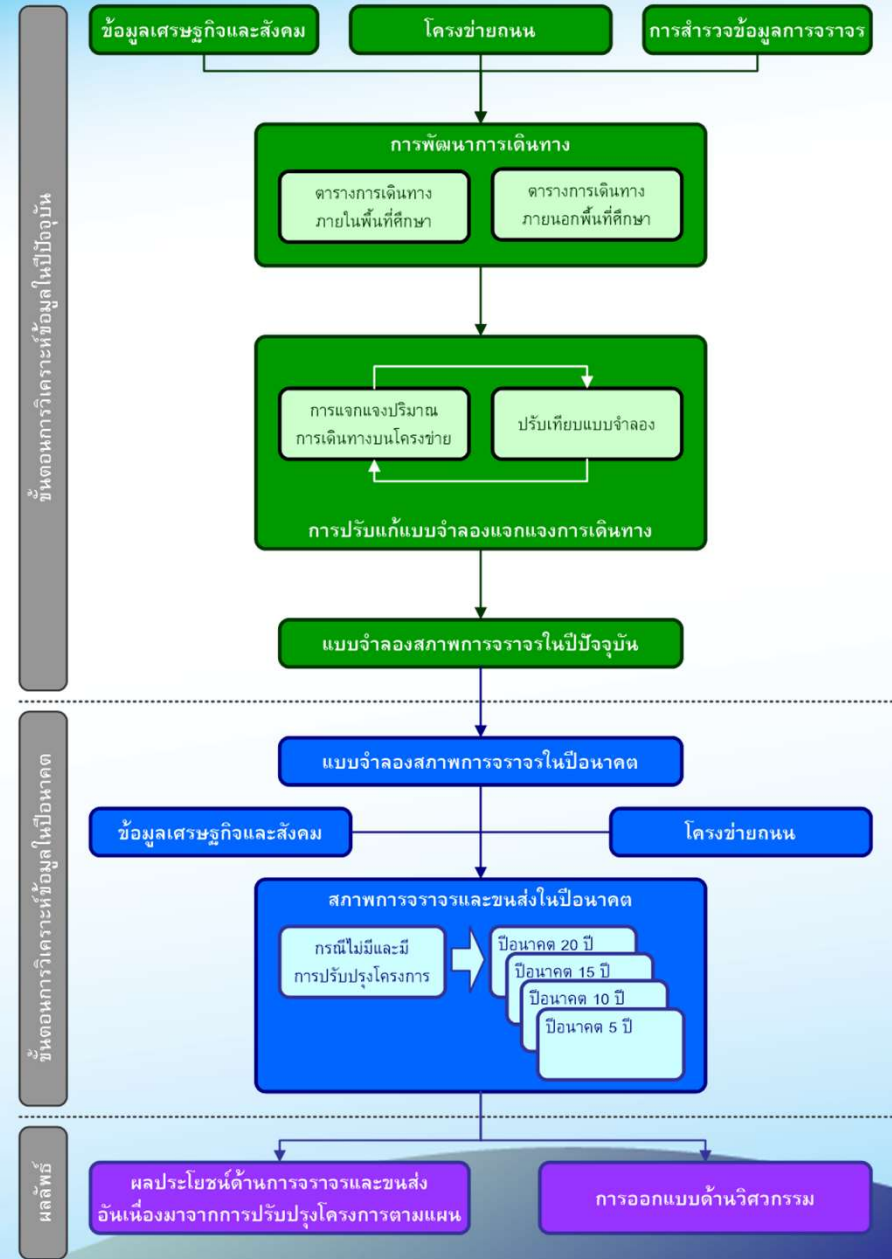 ข้อมูลเศรษฐกิจและสังคม
โครงข่ายถนน
การสำรวจข้อมูลการจราจร
ขั้นตอนการวิเคราะห์ข้อมูลในปีปัจจุบัน
การพัฒนาการเดินทาง
ตารางการเดินทาง
ภายในพื้นที่ศึกษา
ตารางการเดินทาง
ภายนอกพื้นที่ศึกษา
การแจกแจงปริมาณ
การเดินทางบนโครงข่าย
ปรับเทียบแบบจำลอง
การปรับแก้แบบจำลองแจกแจงการเดินทาง
แบบจำลองสภาพการจราจรในปีปัจจุบัน
ขั้นตอนการวิเคราะห์ข้อมูลในปีอนาคต
แบบจำลองสภาพการจราจรในปีอนาคต
ข้อมูลเศรษฐกิจและสังคม
โครงข่ายถนน
สภาพการจราจรและขนส่งในปีอนาคต
กรณีไม่มีและมี
การปรับปรุงโครงการ
ปีอนาคต 20 ปี
ปีอนาคต 15 ปี
ปีอนาคต 10 ปี
ปีอนาคต 5 ปี
ผลลัพธ์
ผลประโยชน์ด้านการจราจรและขนส่ง
อันเนื่องมาจากการปรับปรุงโครงการตามแผน
การออกแบบด้านวิศวกรรม